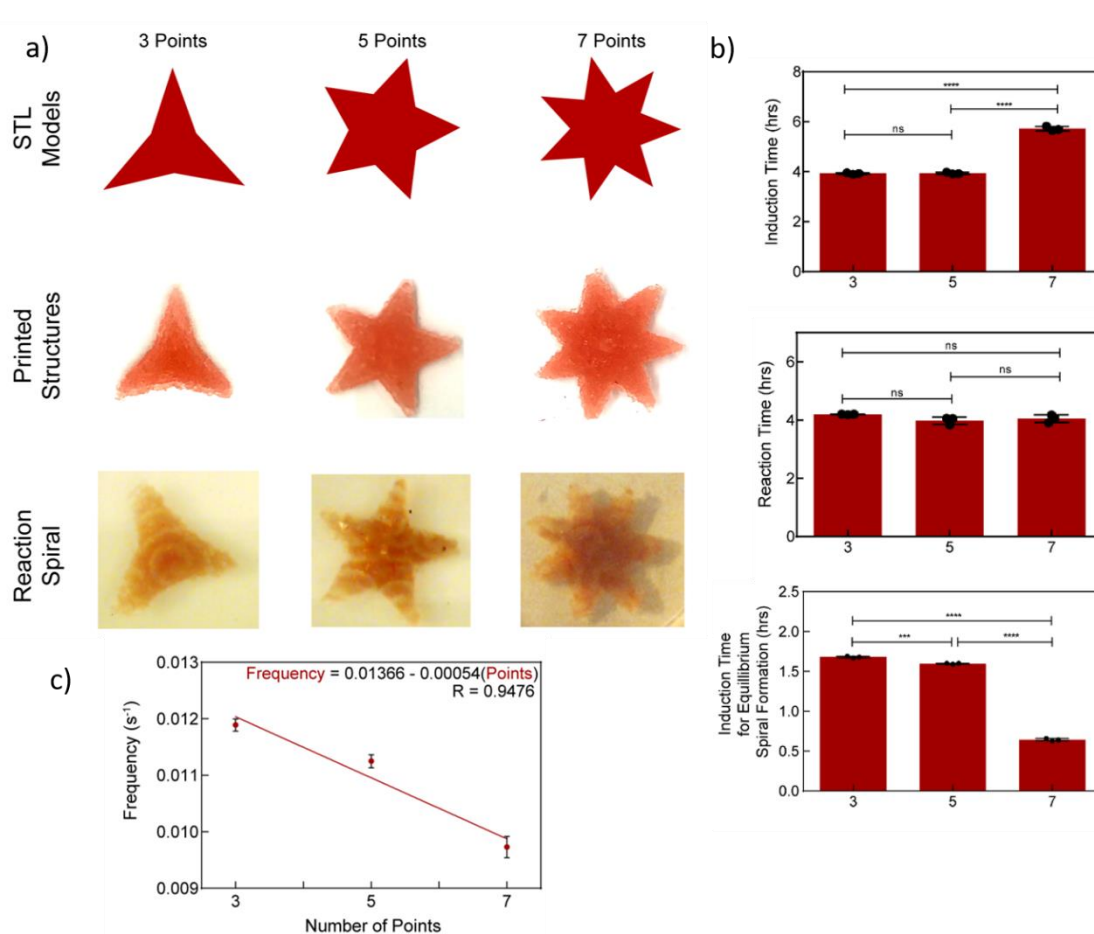 a)
3 Points
5 Points
7 Points
STL
Models
Printed
Structures
Reaction
Spiral
b)
8
6
4
2
0
Induction Time (hrs)
****
****
ns
3
5
7
6
4
2
0
Reaction Time (hrs)
ns
ns
ns
3
5
7
2.5
2.0
1.5
1.0
0.5
0.0
Induction Time
for Equillibrium
Spiral Formation (hrs)
****
***
****
3
5
7
c)
0.013
0.012
0.011
0.010
0.009
Frequency (s⁻¹)
Frequency = 0.01366 - 0.00054(Points)
R = 0.9476
3
5
7
Number of Points